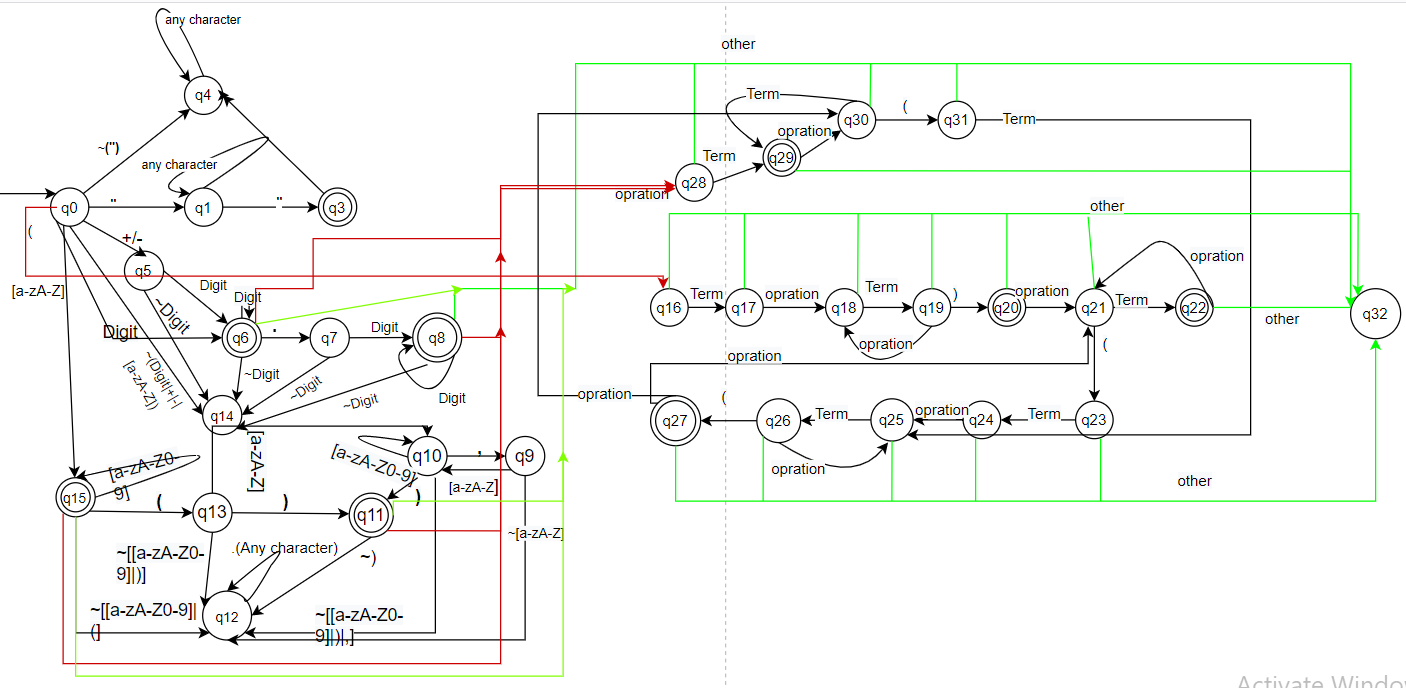 any character
other
q4
Term
(
q30
q31
Term
opration
~(")
Term
q29
any character
q28
opration
q0
"
q1
"
q3
other
(
+/-
opration
q5
[a-zA-Z]
Digit
Digit
Term
opration
Term
)
opration
Term
q16
q17
q18
q19
q20
q21
q22
q32
other
~Digit
Digit
.
Digit
q6
q7
q8
opration
(
opration
~(Digit|+|-|
[a-zA-Z])
~Digit
~Digit
~Digit
Digit
opration
(
Term
opration
Term
q14
q27
q26
q25
q24
q23
[a-zA-Z]
[a-zA-Z0-9]
q10
,
q9
opration
[a-zA-Z0-
9]
[a-zA-Z]
other
q15
(
q13
)
q11
)
~[a-zA-Z]
~[[a-zA-Z0-
9]|)]
.(Any character)
~)
~[[a-zA-Z0-9]|
(]
q12
~[[a-zA-Z0-
9]|)|,]
Activate Windo